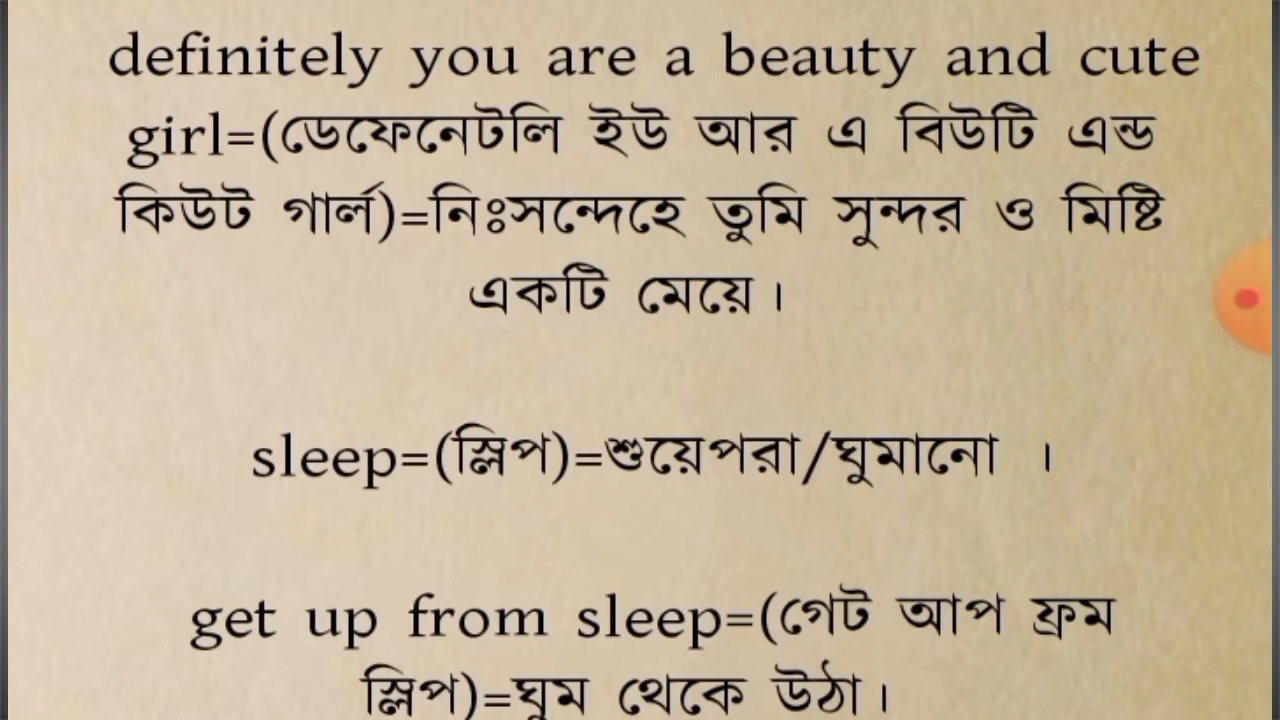 definitely you are a beauty and cute
girl=(ডেফেনেটলি ইউ আর এ বিউটি এন্ড
কিউট গার্ল)=নিঃসন্দেহে তুমি সুন্দর ও মিষ্টি
একটি মেয়ে।
sleep=(স্লিপ)=শুয়েপরা/ঘুমানো ।
get up from sleep=(গেট আপ ফ্রম
স্লিপ)=ঘুম থেকে উঠা।